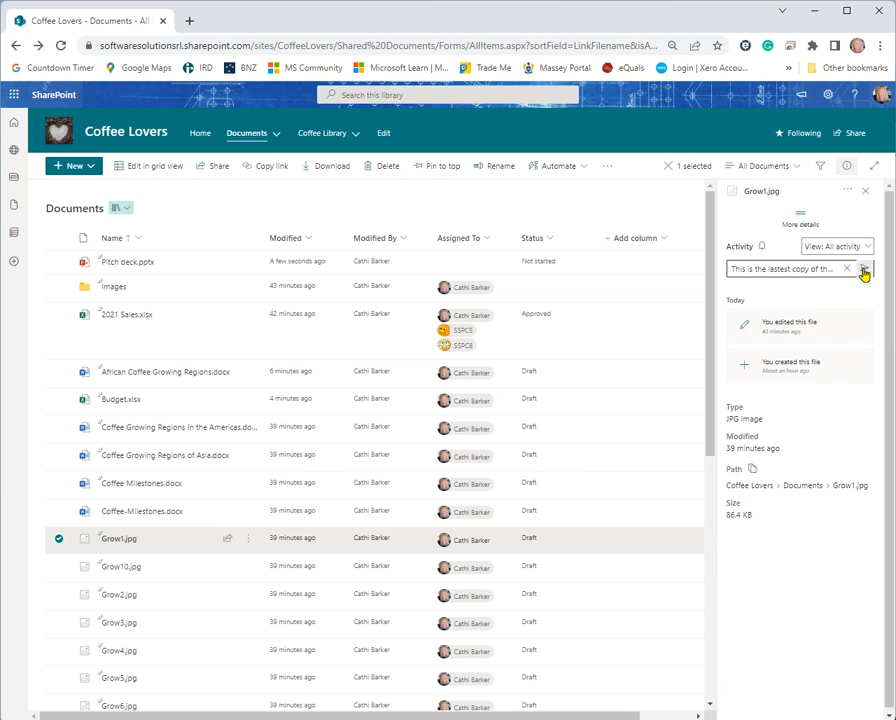 Coffee Lovers - Documents - All
softwaresolutionsrl.sharepoint.com/sites/CoffeeLovers/Shared%20Documents/Forms/AllItems.aspx?sortField=LinkFilename&isA...
Countdown Timer Google Maps IRD BNZ MS Community Microsoft Learn | M... Trade Me Massey Portal eQuals Login | Xero Accou... » Other bookmarks
SharePoint Search this library
Coffee Lovers Home Documents Coffee Library Edit Following Share
+ New Edit in grid view Share Copy link Download Delete Pin to top Rename Automate ... 1 selected All Documents
Documents
Name ↑ Modified Modified By Assigned To Status + Add column
Pitch deck.pptx A few seconds ago Cathi Barker Not started
Images 43 minutes ago Cathi Barker Cathi Barker
2021 Sales.xlsx 42 minutes ago Cathi Barker Cathi Barker Approved
SSPC5
SSPC8
African Coffee Growing Regions.docx 6 minutes ago Cathi Barker Cathi Barker Draft
Budget.xlsx 4 minutes ago Cathi Barker Cathi Barker Draft
Coffee Growing Regions in the Americas.do... 39 minutes ago Cathi Barker Cathi Barker Draft
Coffee Growing Regions of Asia.docx 39 minutes ago Cathi Barker Cathi Barker Draft
Coffee Milestones.docx 39 minutes ago Cathi Barker Cathi Barker Draft
Coffee-Milestones.docx 39 minutes ago Cathi Barker Cathi Barker Draft
Grow1.jpg 39 minutes ago Cathi Barker Cathi Barker Draft
Grow10.jpg 39 minutes ago Cathi Barker Cathi Barker Draft
Grow2.jpg 39 minutes ago Cathi Barker Cathi Barker Draft
Grow3.jpg 39 minutes ago Cathi Barker Cathi Barker Draft
Grow4.jpg 39 minutes ago Cathi Barker Cathi Barker Draft
Grow5.jpg 39 minutes ago Cathi Barker Cathi Barker Draft
Grow6.jpg 39 minutes ago Cathi Barker Cathi Barker Draft
Grow1.jpg
More details
Activity View: All activity
This is the lastest copy of th...
Today
You edited this file
40 minutes ago
You created this file
About an hour ago
Type
JPG Image
Modified
39 minutes ago
Path
Coffee Lovers > Documents > Grow1.jpg
Size
86.4 KB